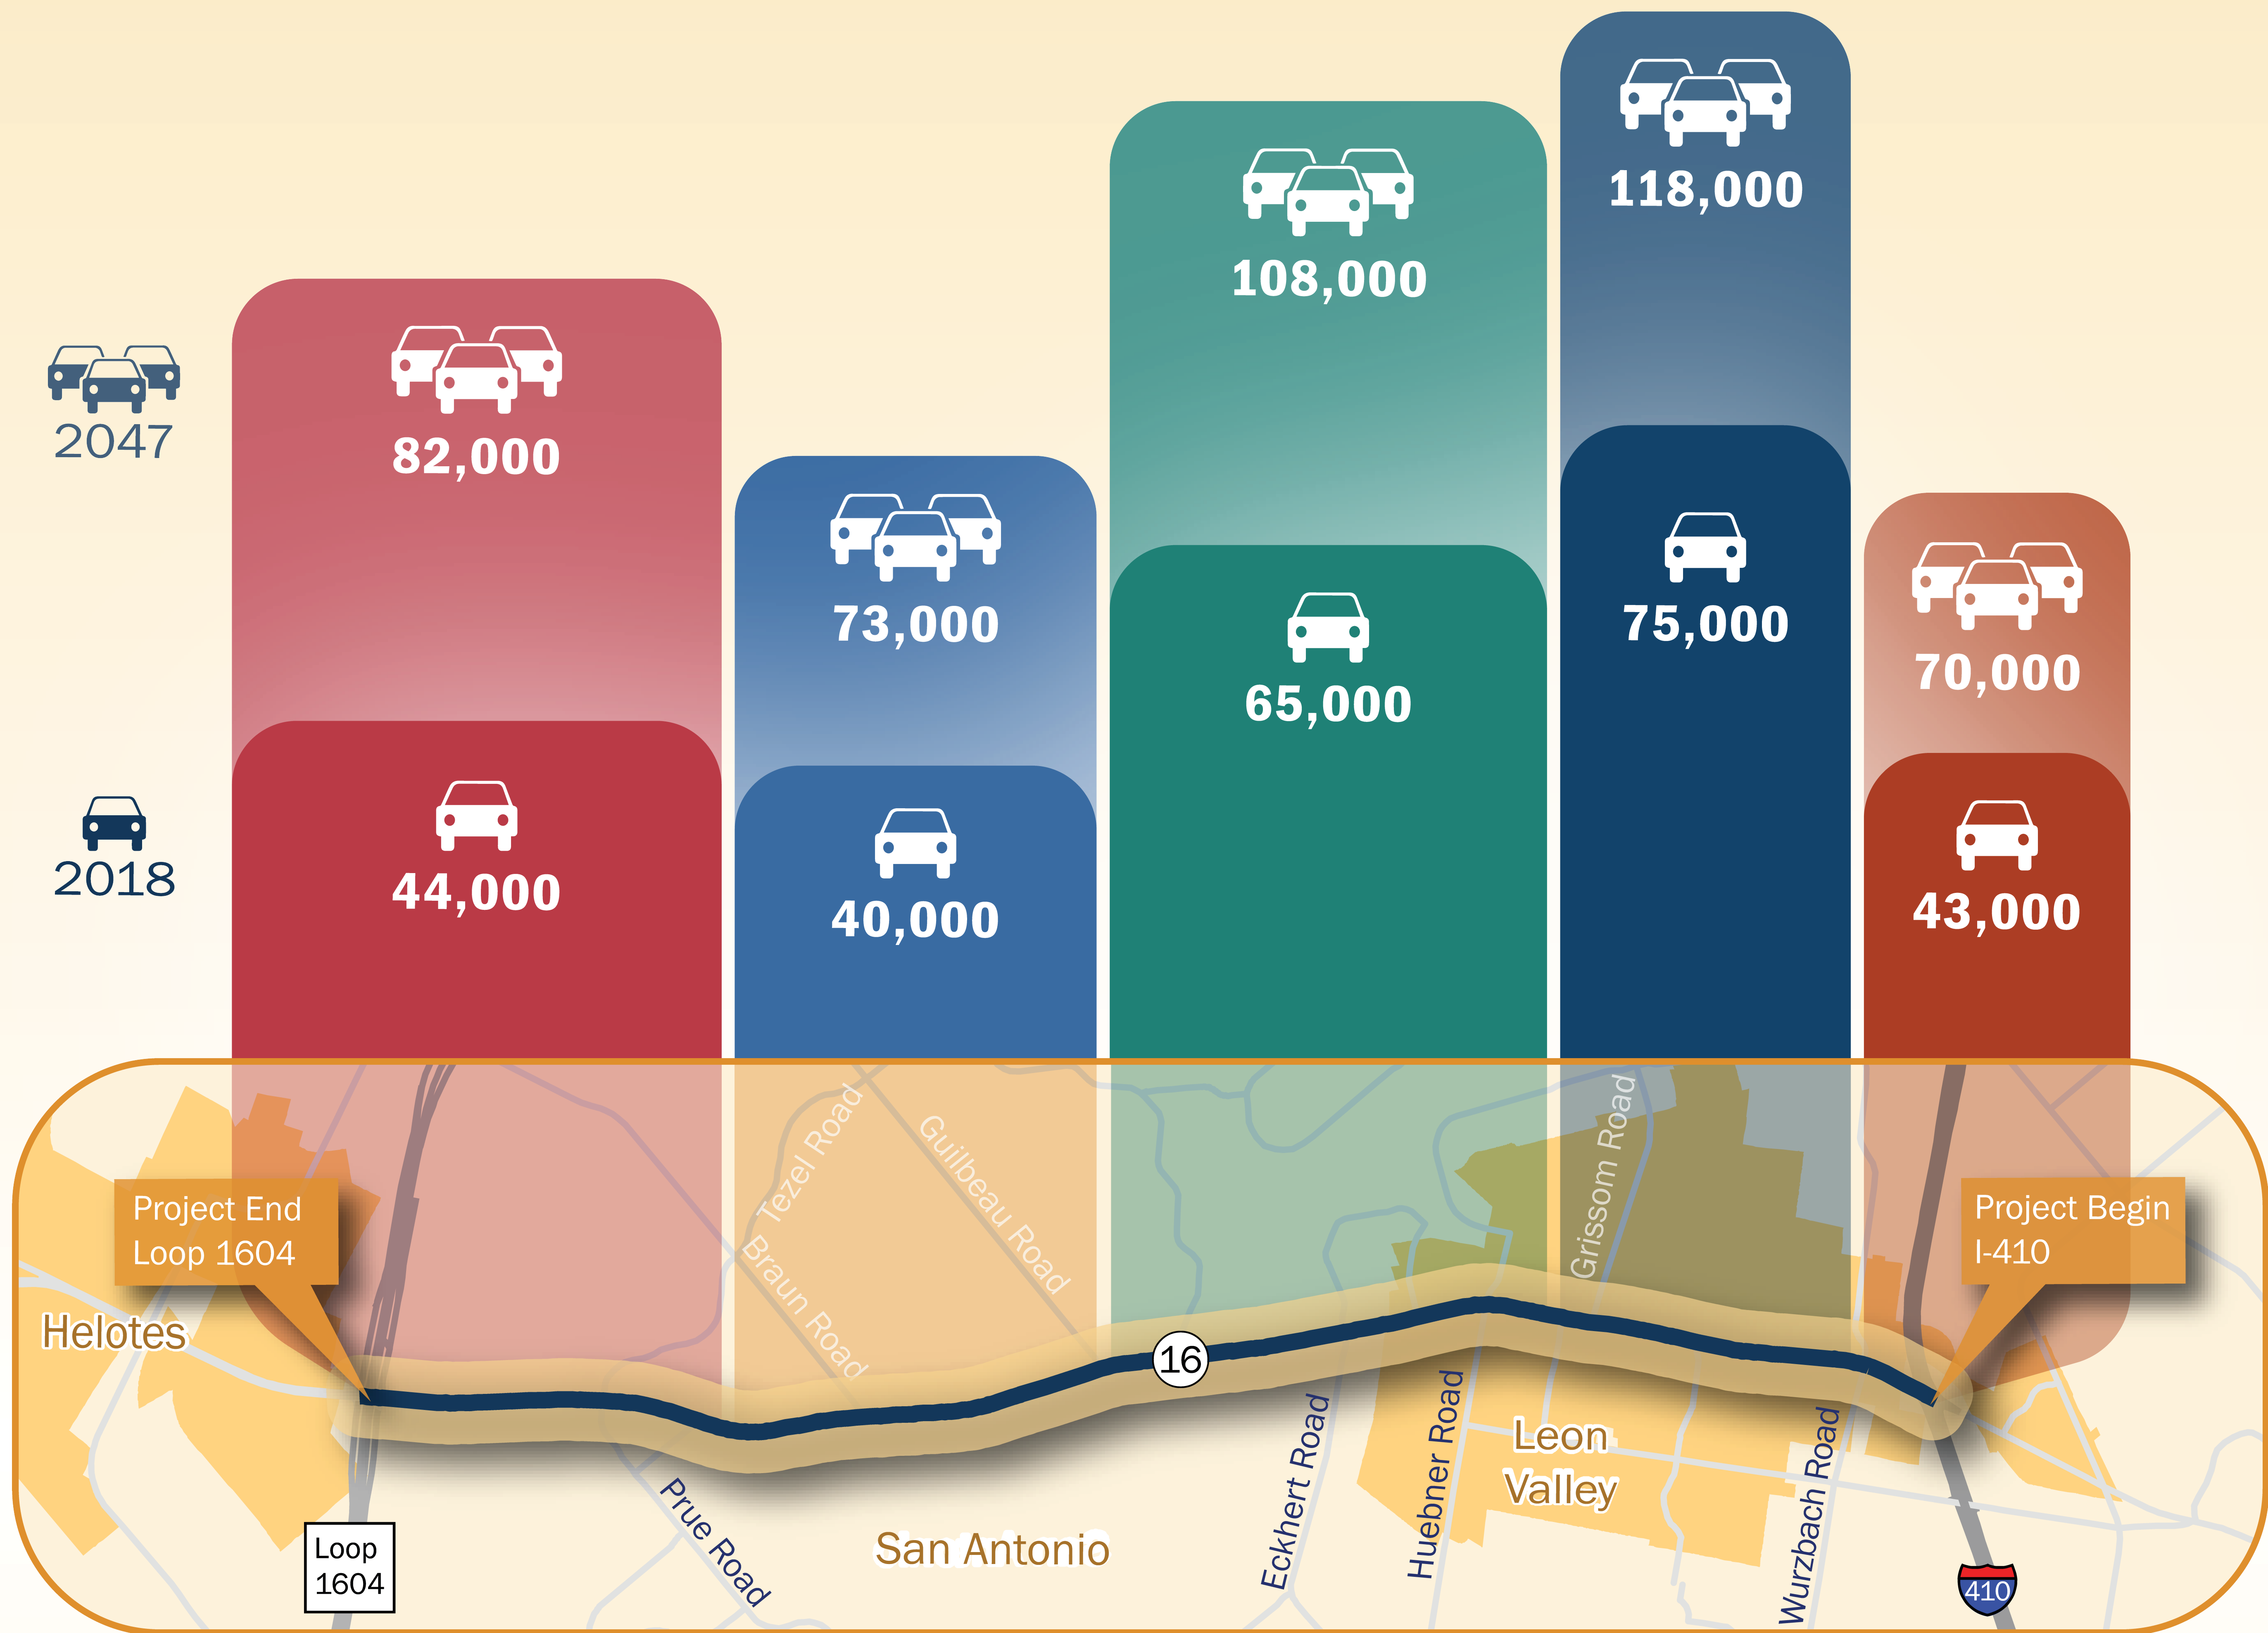 118,000
108,000
2047
82,000
73,000
75,000
70,000
65,000
2018
44,000
40,000
43,000
Tezel Road
Guilbeau Road
Grissom Road
Project End
Loop 1604
Project Begin
I-410
Braun Road
Helotes
16
Leon
Valley
Eckhert Road
Huebner Road
Wurzbach Road
Prue Road
San Antonio
Loop
1604
410